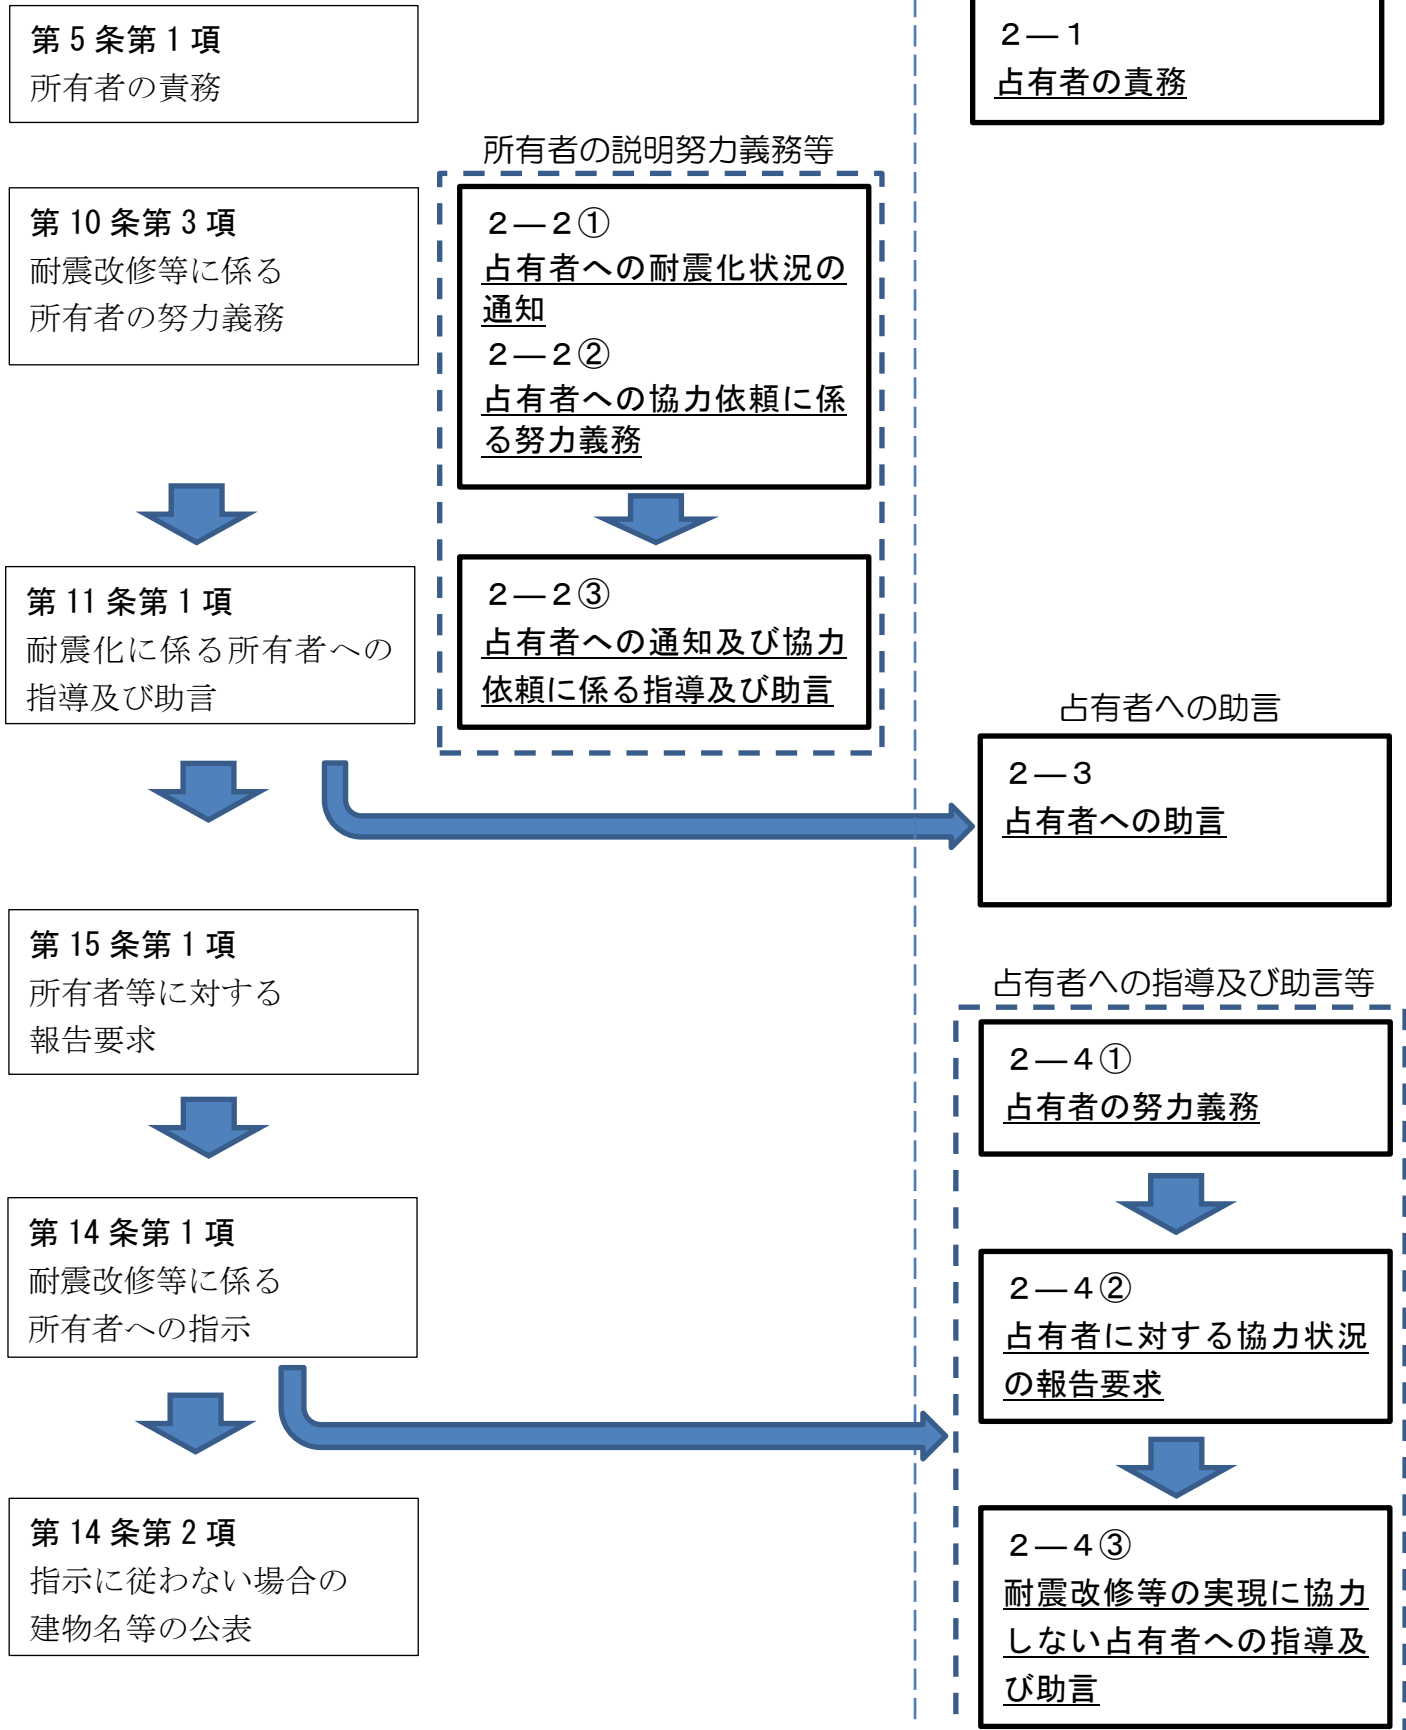 第5条第1項
所有者の責務
2―1
占有者の責務
所有者の説明努力義務等
第10条第3項
耐震改修等に係る
所有者の努力義務
2―2①
占有者への耐震化状況の
通知
2―2②
占有者への協力依頼に係
る努力義務
第11条第1項
耐震化に係る所有者への
指導及び助言
2―2③
占有者への通知及び協力
依頼に係る指導及び助言
占有者への助言
2―3
占有者への助言
第15条第1項
所有者等に対する
報告要求
占有者への指導及び助言等
2―4①
占有者の努力義務
第14条第1項
耐震改修等に係る
所有者への指示
2―4②
占有者に対する協力状況
の報告要求
第14条第2項
指示に従わない場合の
建物名等の公表
2―4③
耐震改修等の実現に協力
しない占有者への指導及
び助言